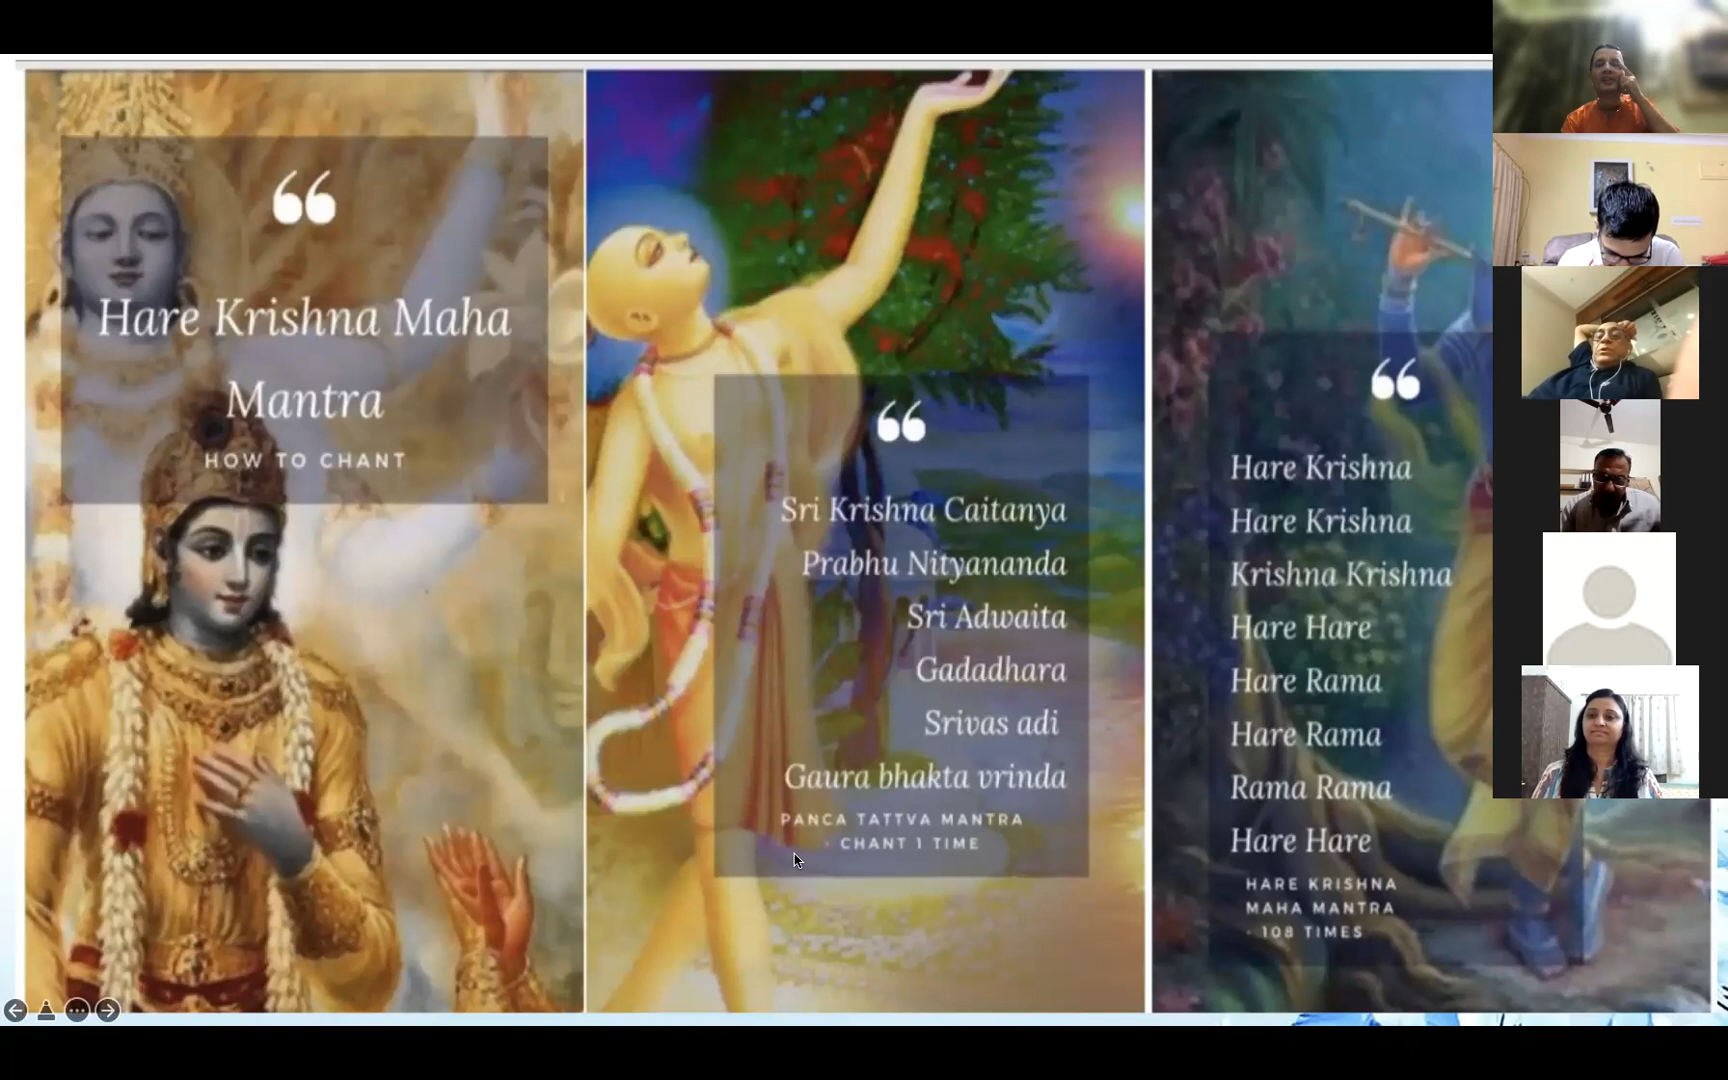 Hare Krishna Maha
Mantra
HOW TO CHANT
Sri Krishna Caitanya
Prabhu Nityananda
Sri Adwaita
Gadadhara
Srivas adi
Gaura bhakta vrinda
PANCA TATTVA MANTRA
- CHANT 1 TIME
Hare Krishna
Hare Krishna
Krishna Krishna
Hare Hare
Hare Rama
Hare Rama
Rama Rama
Hare Hare
HARE KRISHNA
MAHA MANTRA
- 108 TIMES